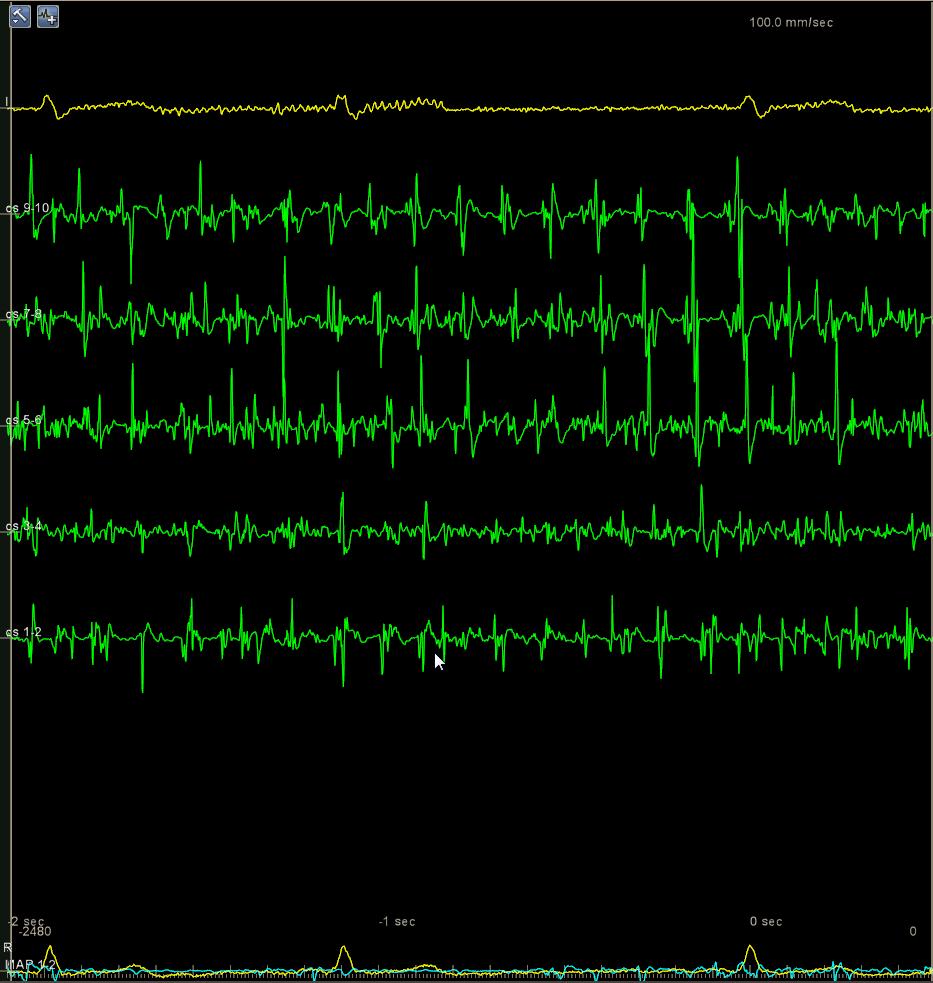 100.0 mm/sec
I
cs 9-10
cs 7-8
cs 5-6
cs 3-4
cs 1-2
-2 sec
-1 sec
0 sec
-2480
0
R
MAP 1-2